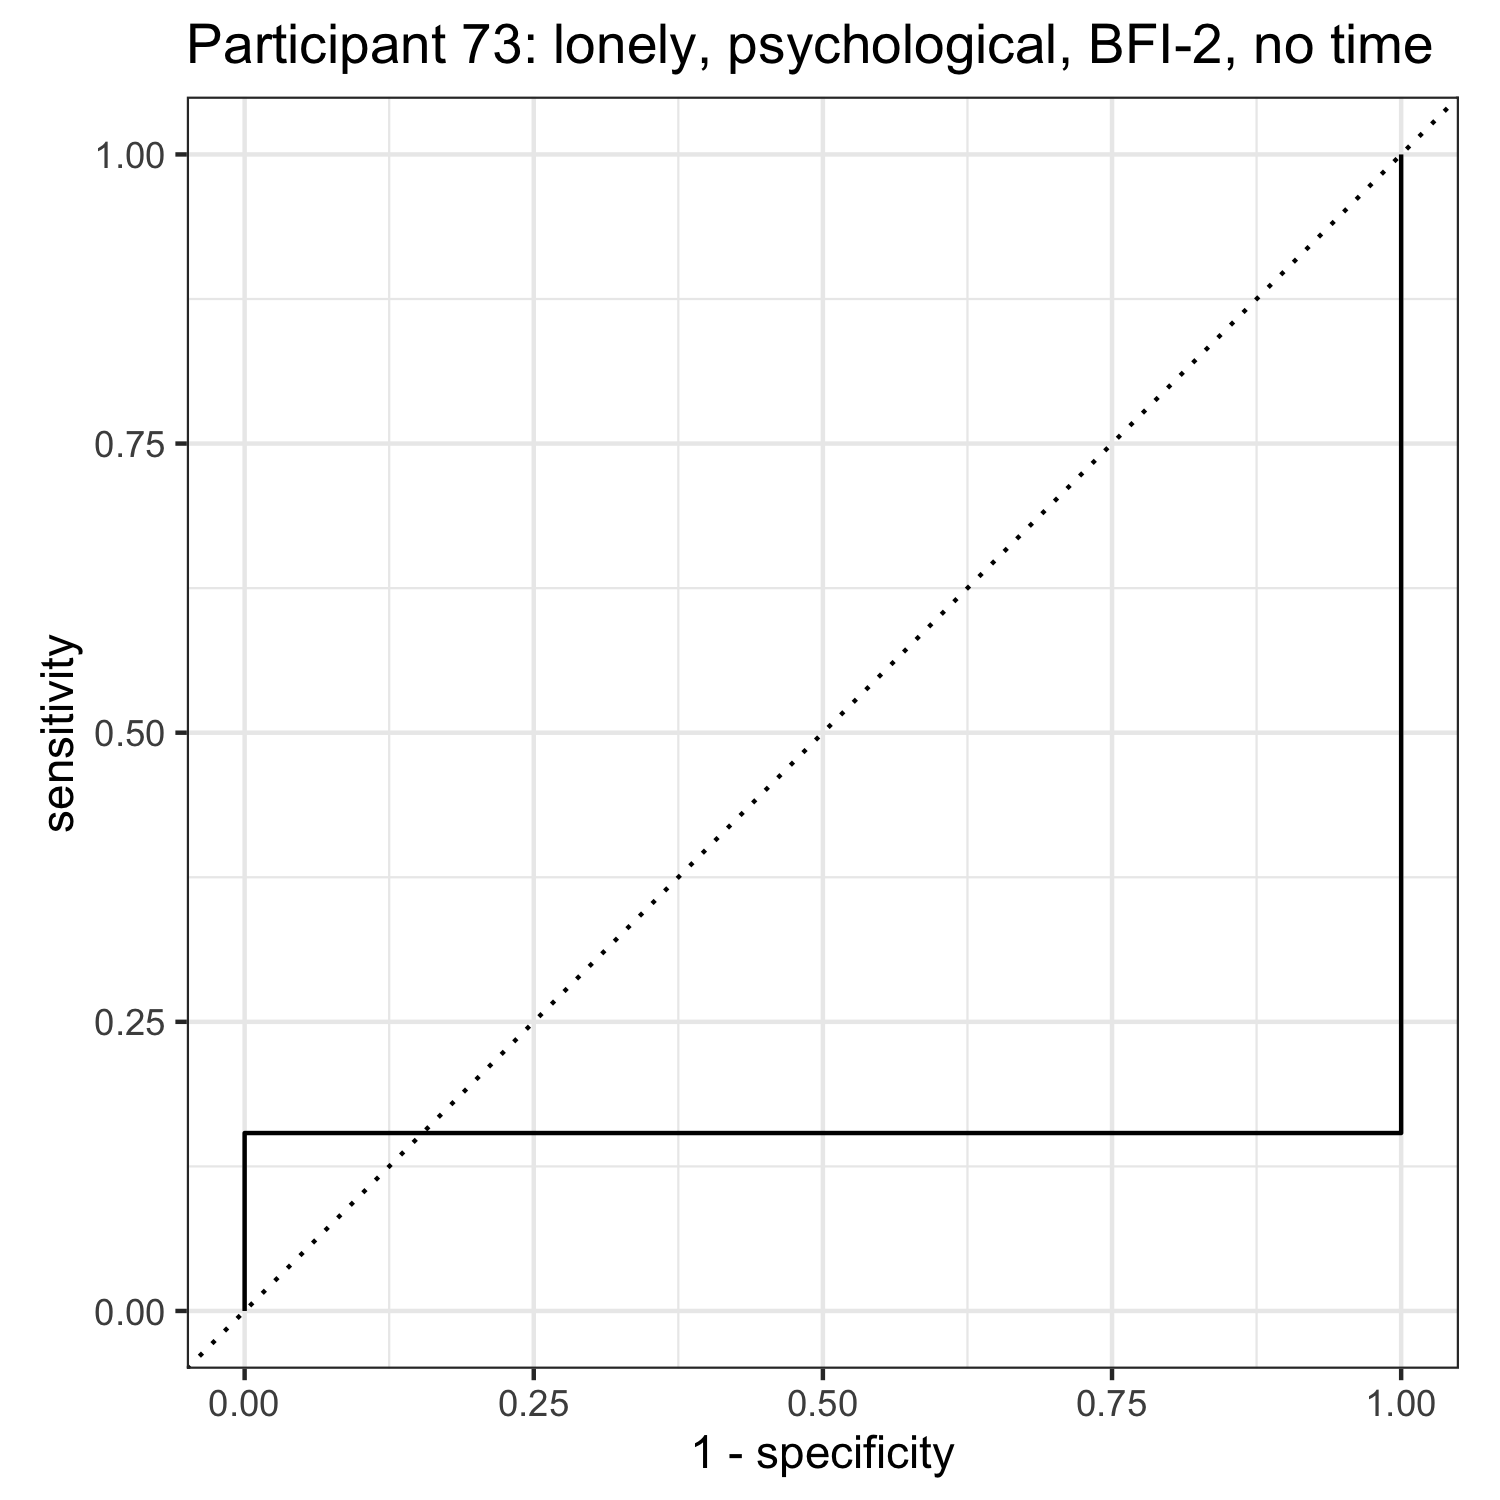 Participant 73: lonely, psychological, BFI-2, no time
1.00
0.75
0.50
0.25
0.00
sensitivity
0.00 0.25 0.50 0.75 1.00
1 - specificity